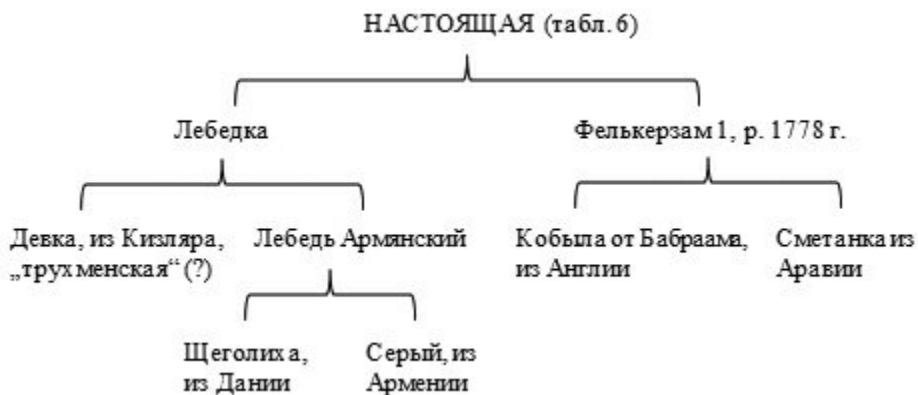 НАСТОЯЩАЯ (табл. 6)
Лебедка
Фелькерзам 1, р. 1778 г.
Девка, из Кизляра,
„трухменская“ (?)
Лебедь Армянский
Кобыла от Бабраама,
из Англии
Сметанка из
Аравии
Щеголиха,
из Дании
Серый, из
Армении